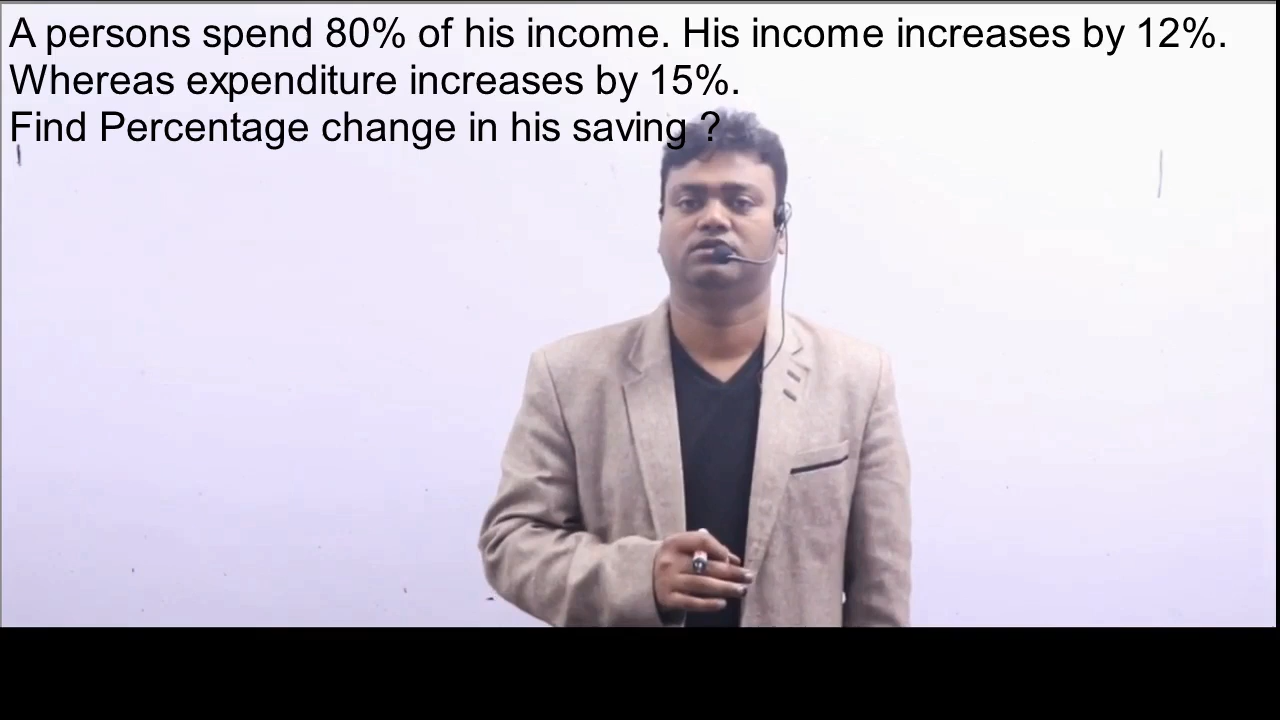 A persons spend 80% of his income. His income increases by 12%.
Whereas expenditure increases by 15%.
Find Percentage change in his saving ?